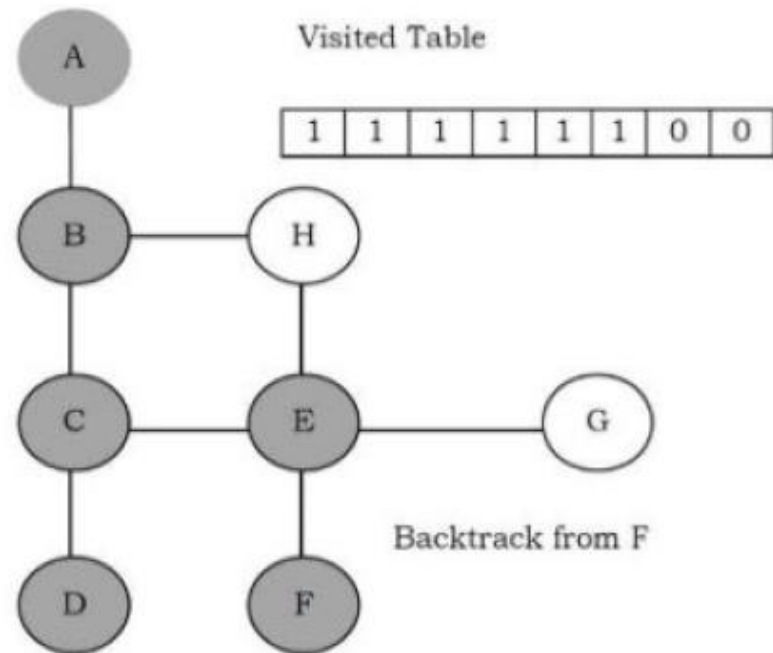 A
Visited Table
1 1 1 1 1 1 0 0
B H
C E G
Backtrack from F
D F